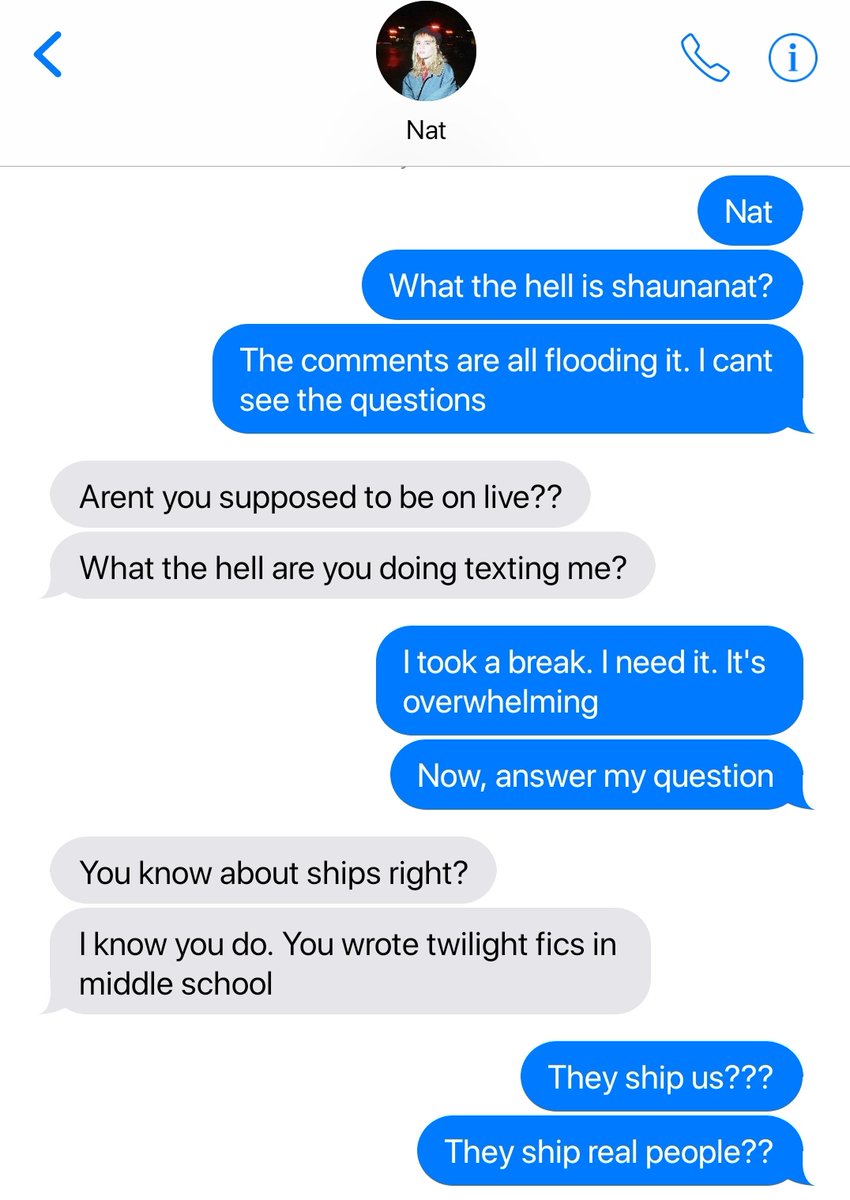 Nat
Nat
What the hell is shaunanat?
The comments are all flooding it. I cant
see the questions
Arent you supposed to be on live??
What the hell are you doing texting me?
I took a break. I need it. It's
overwhelming
Now, answer my question
You know about ships right?
I know you do. You wrote twilight fics in
middle school
They ship us???
They ship real people??